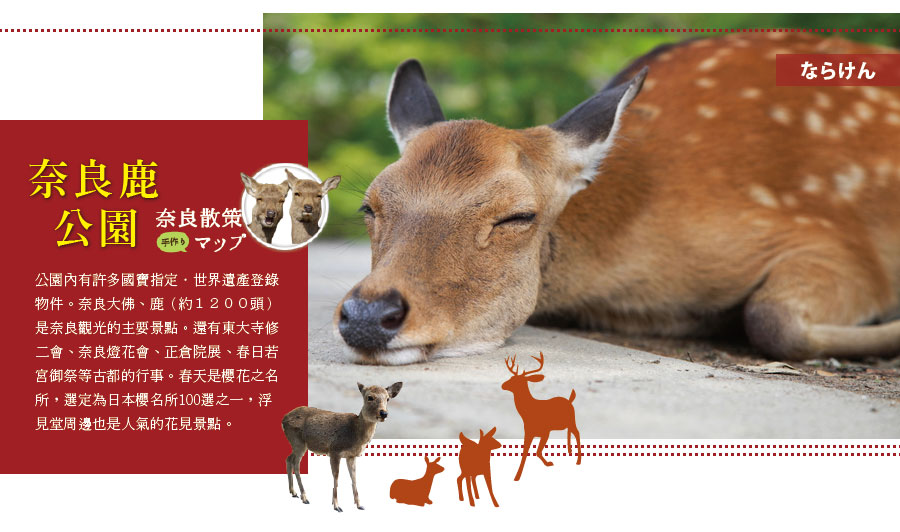 ならけん
奈良鹿
公園
奈良散策
手作り
マップ
公園內有許多國寶指定．世界遺產登錄
物件。奈良大佛、鹿（約１２００頭）
是奈良觀光的主要景點。還有東大寺修
二會、奈良燈花會、正倉院展、春日若
宮御祭等古都的行事。春天是櫻花之名
所，選定為日本櫻名所100選之一，浮
見堂周邊也是人氣的花見景點。